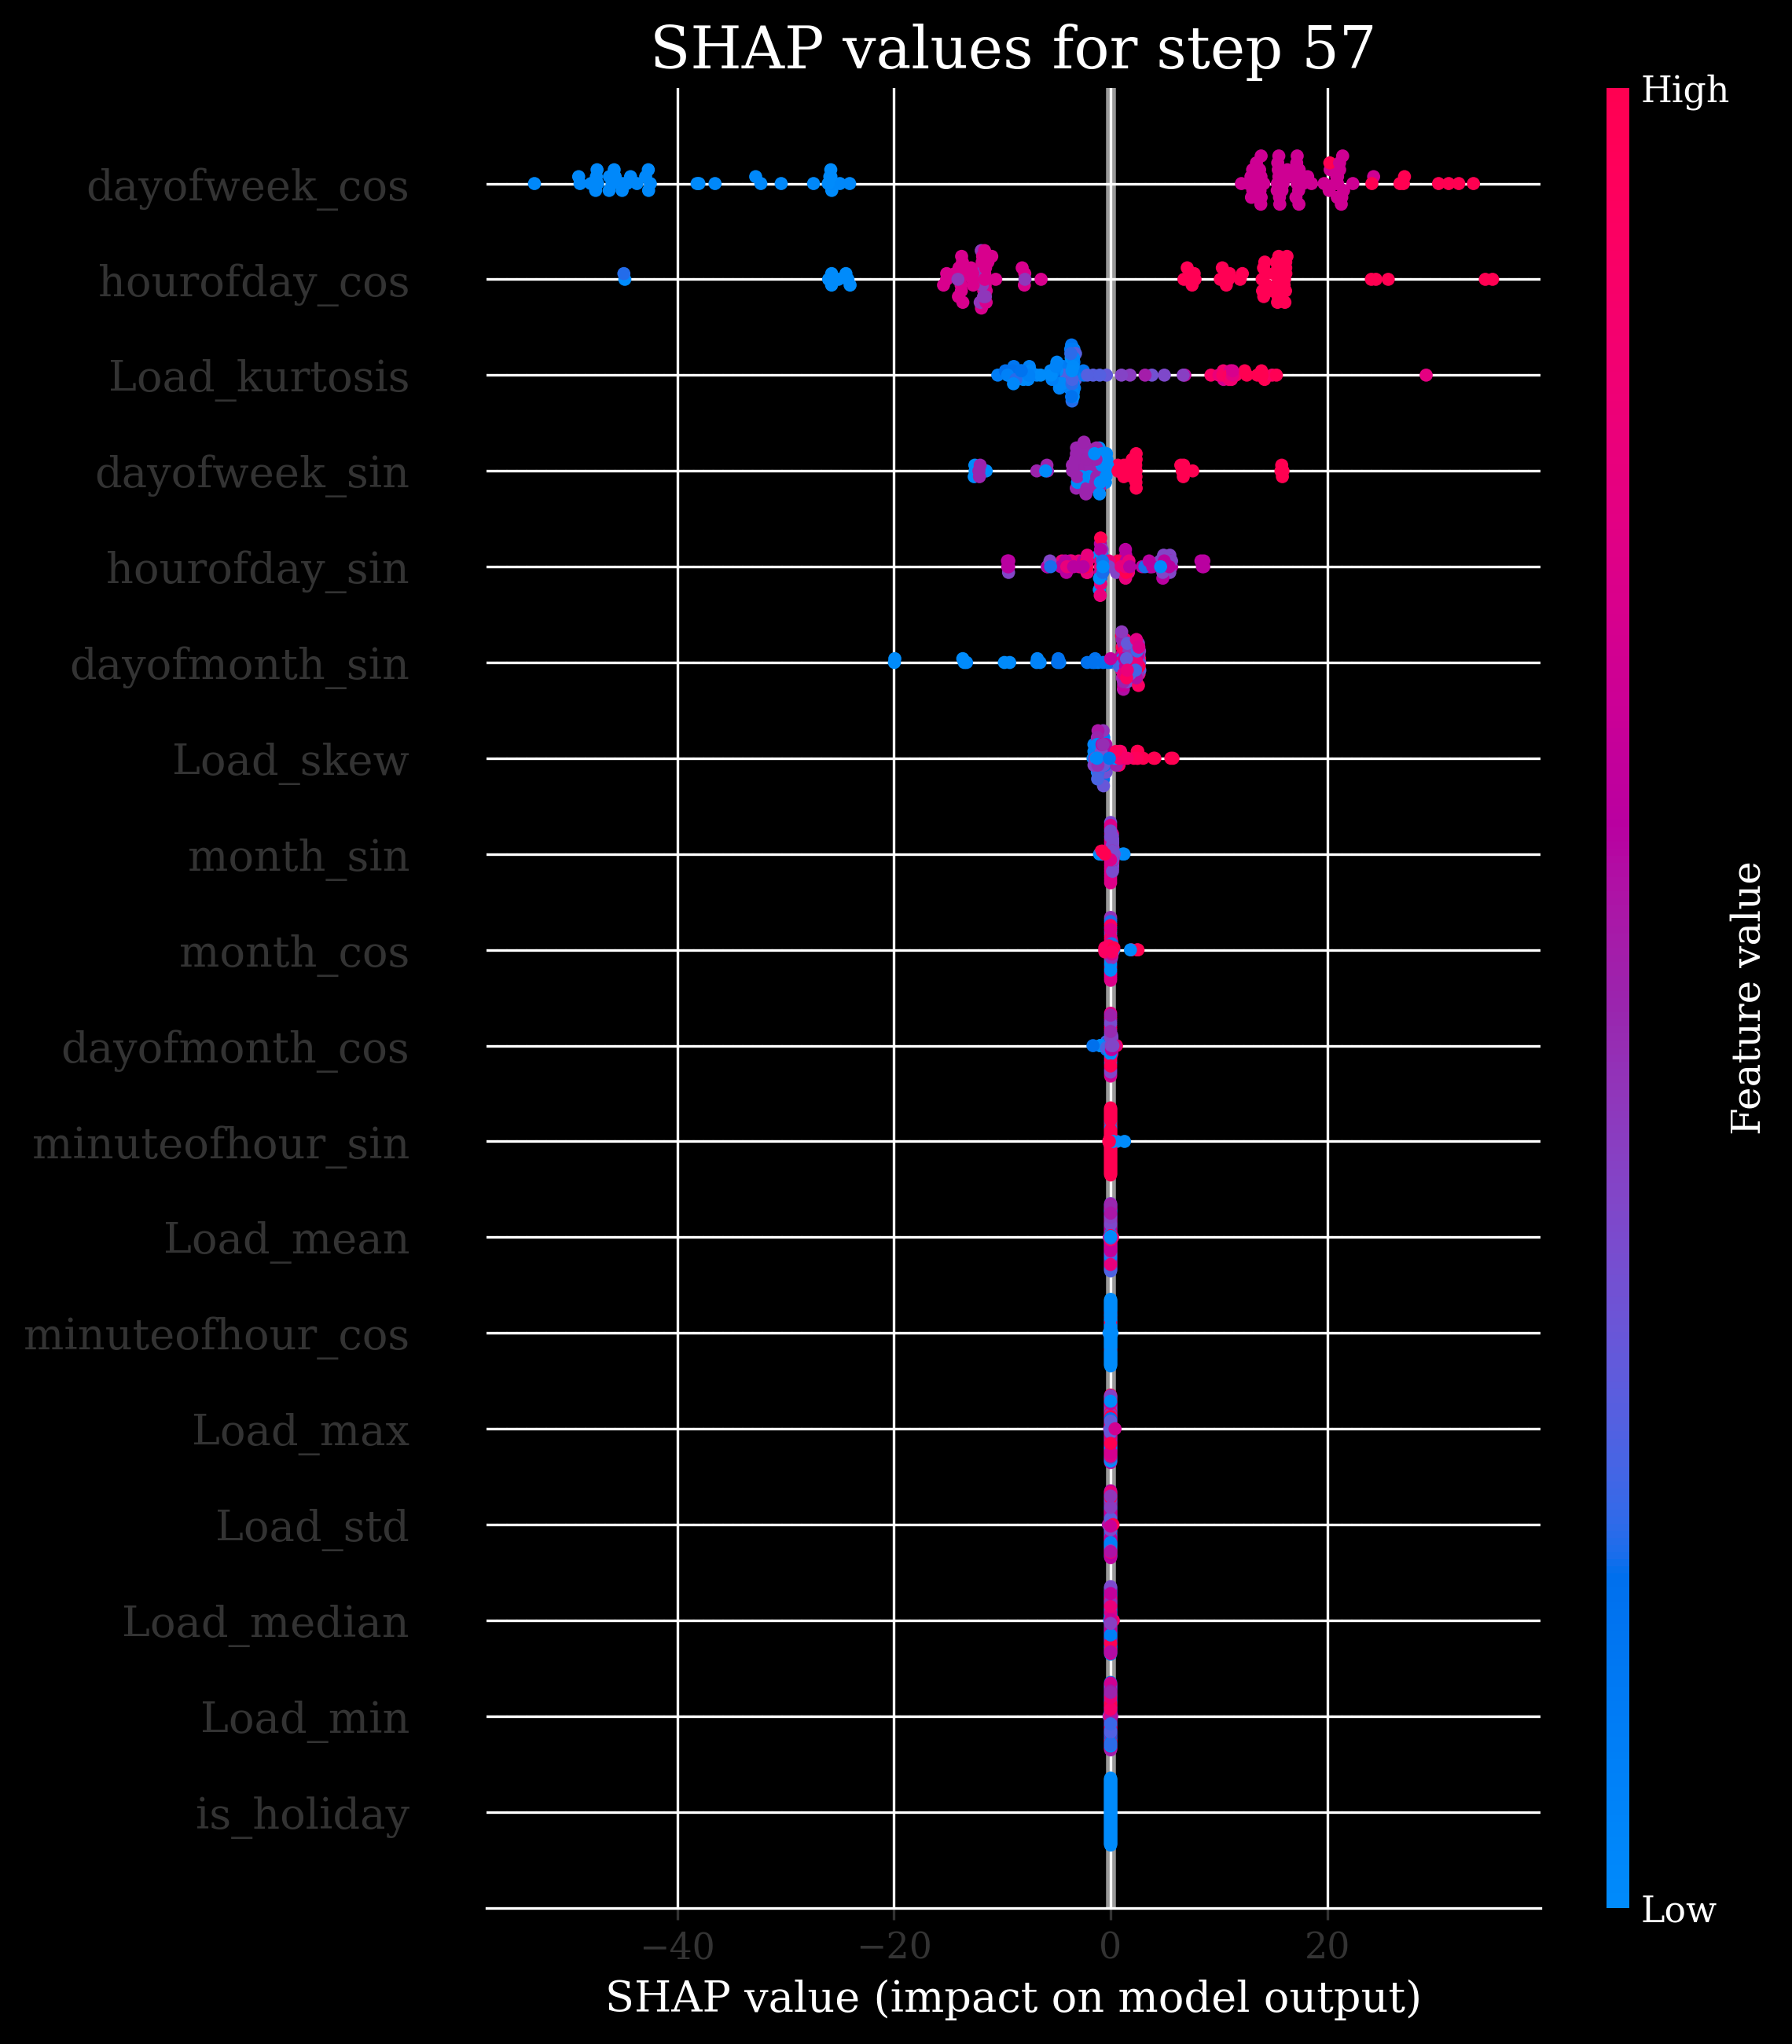 SHAP values for step 57
High
dayofweek_cos
hourofday_cos
Load_kurtosis
dayofweek_sin
hourofday_sin
dayofmonth_sin
Load_skew
month_sin
month_cos
dayofmonth_cos
minuteofhour_sin
Load_mean
minuteofhour_cos
Load_max
Load_std
Load_median
Load_min
is_holiday
Feature value
Low
−40 −20 0 20
SHAP value (impact on model output)